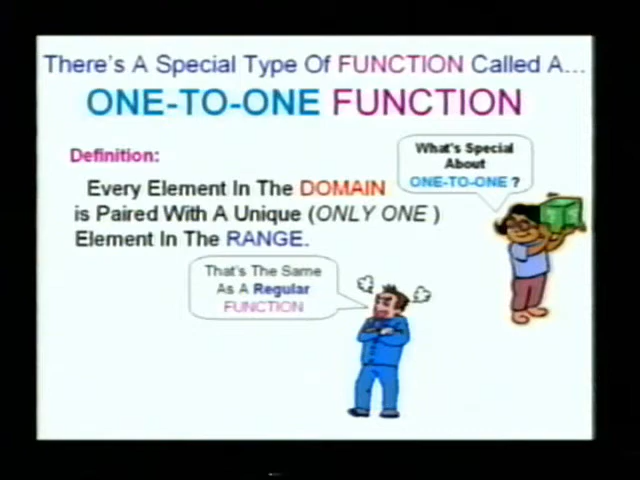 There's A Special Type Of FUNCTION Called A...
ONE-TO-ONE FUNCTION
Definition:
What's Special
About
ONE-TO-ONE ?
Every Element In The DOMAIN
is Paired With A Unique (ONLY ONE )
Element In The RANGE.
That's The Same
As A Regular
FUNCTION